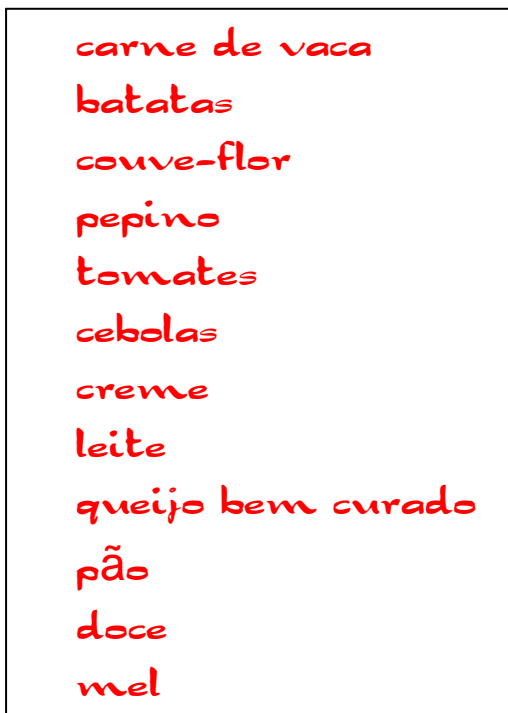 carne de vaca
batatas
couve-flor
pepino
tomates
cebolas
creme
leite
queijo bem curado
pão
doce
mel